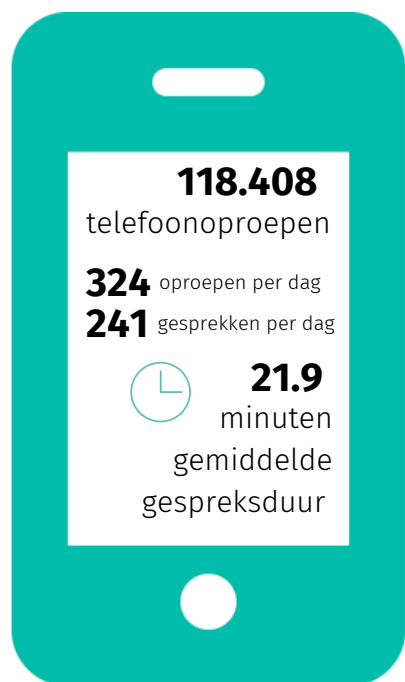 118.408
telefoonoproepen
324 oproepen per dag
241 gesprekken per dag
21.9
minuten
gemiddelde
gespreksduur